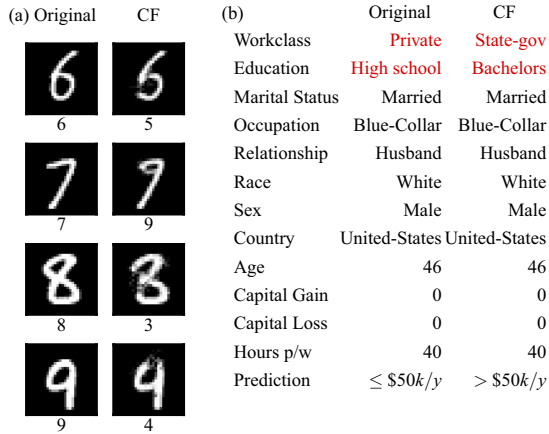 (a) Original CF
6 5
7 9
8 3
9 4
(b) Original CF
Workclass Private State-gov
Education High school Bachelors
Marital Status Married Married
Occupation Blue-Collar Blue-Collar
Relationship Husband Husband
Race White White
Sex Male Male
Country United-States United-States
Age 46 46
Capital Gain 0 0
Capital Loss 0 0
Hours p/w 40 40
Prediction ≤ $50k/y > $50k/y